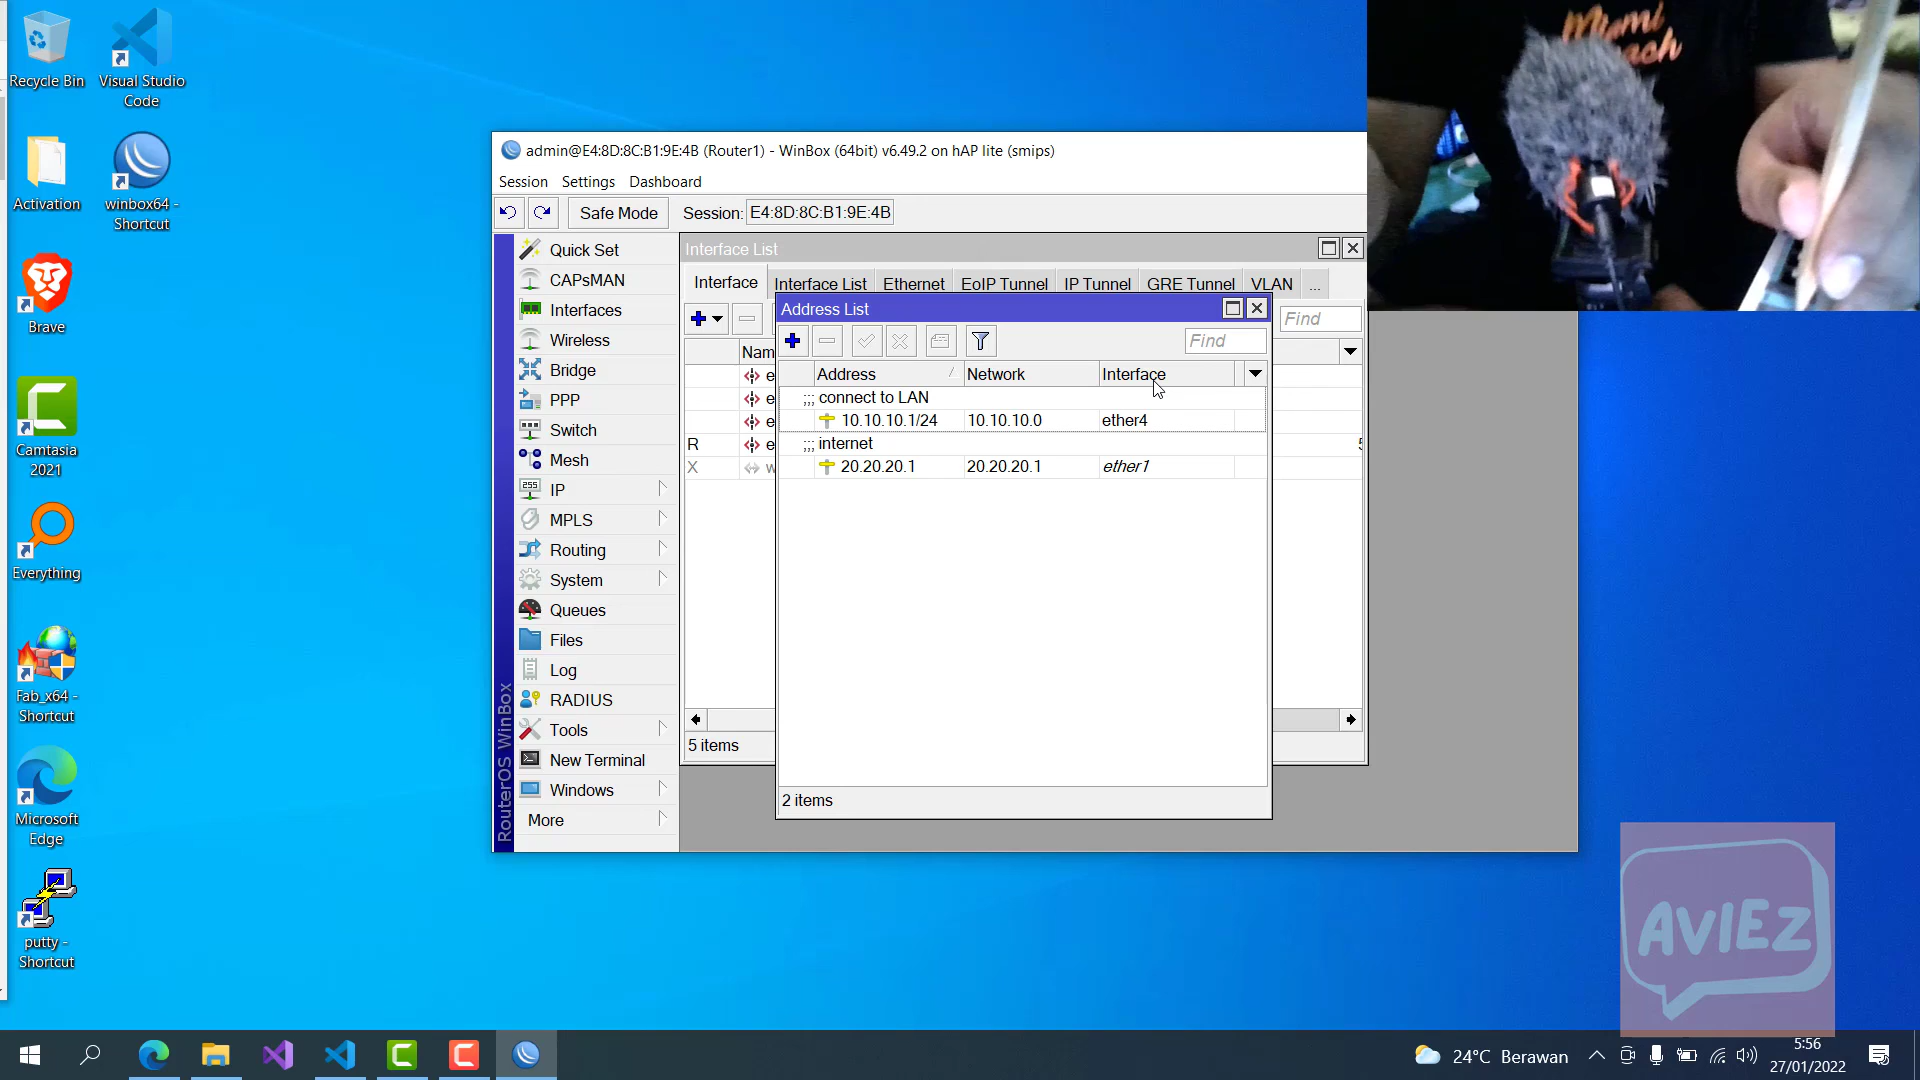 Recycle Bin
Visual Studio
Code
Activation
winbox64 -
Shortcut
Brave
Camtasia
2021
Everything
Fab_x64 -
Shortcut
Microsoft
Edge
putty -
Shortcut
admin@E4:8D:8C:B1:9E:4B (Router1) - WinBox (64bit) v6.49.2 on hAP lite (smips)
Session Settings Dashboard
Safe Mode Session: E4:8D:8C:B1:9E:4B
Quick Set
CAPsMAN
Interfaces
Wireless
Bridge
PPP
Switch
Mesh
255
IP
MPLS
Routing
System
Queues
Files
Log
RADIUS
Tools
New Terminal
Windows
More
RouterOS WinBox
Interface List
Interface Interface List Ethernet EoIP Tunnel IP Tunnel GRE Tunnel VLAN ...
Find
Nam
e
e
e
R e 5
X w
5 items
Address List
Find
Address Network Interface
;;; connect to LAN
10.10.10.1/24 10.10.10.0 ether4
;;; internet
20.20.20.1 20.20.20.1 ether1
2 items
Miami
AVIEZ
24°C Berawan
5:56
27/01/2022